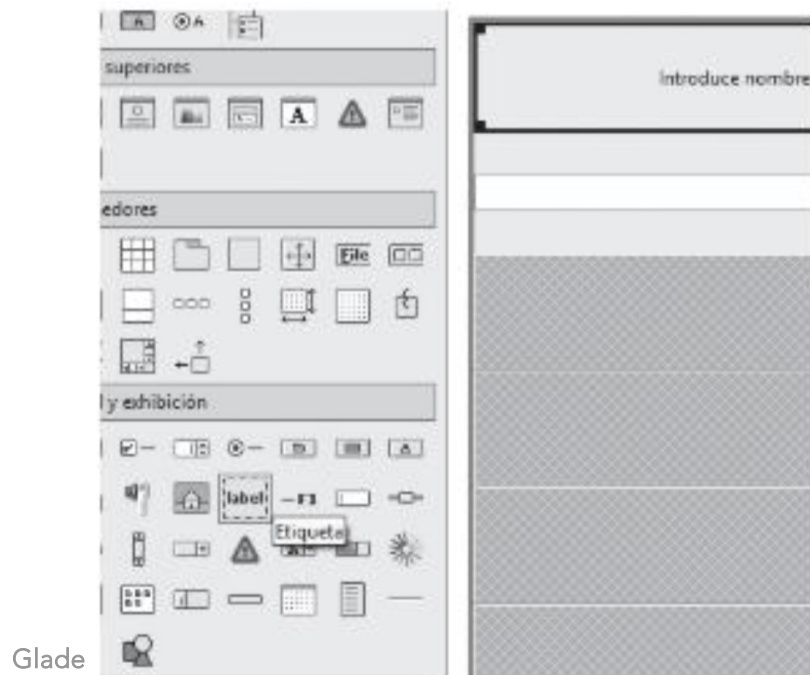 superiores
Introduce nombre
A
edores
File
l y exhibición
label
Etiqueta
Glade